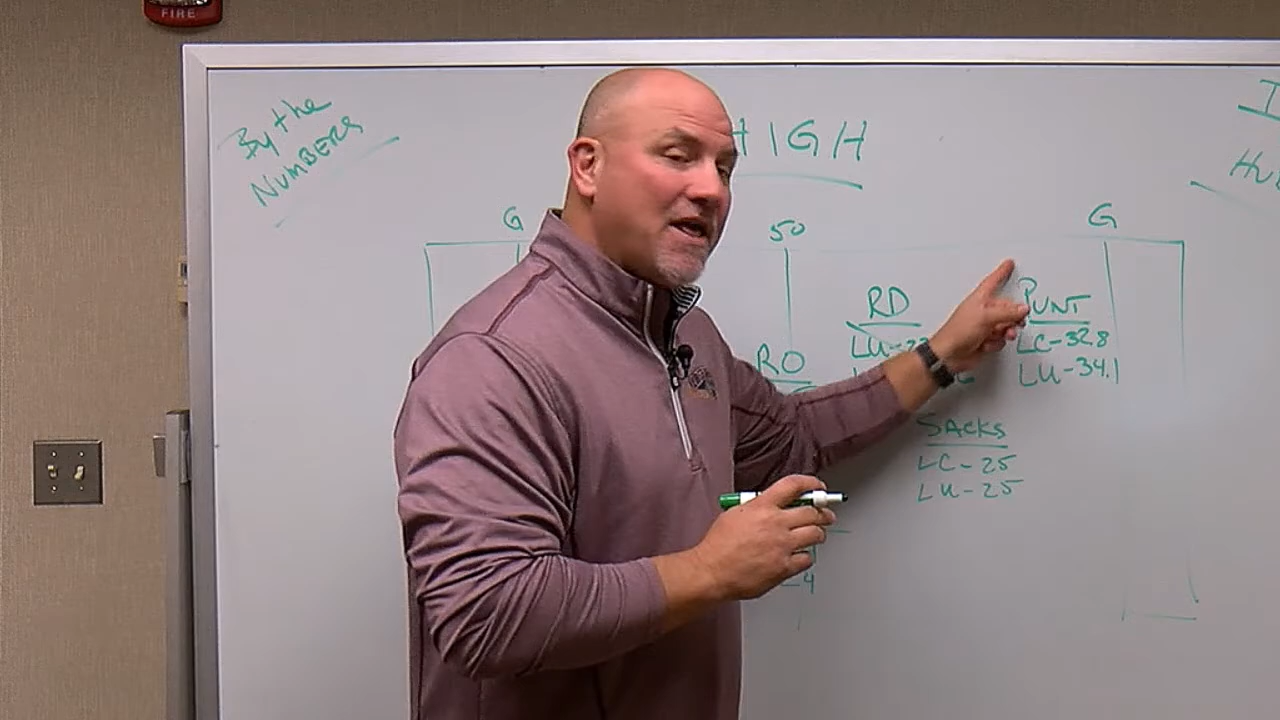 FIRE
By the
NUMBERS
HIGH
G
50
G
RD
PUNT
LC-32.8
LU-34.1
RO
SACKS
LC-25
LU-25